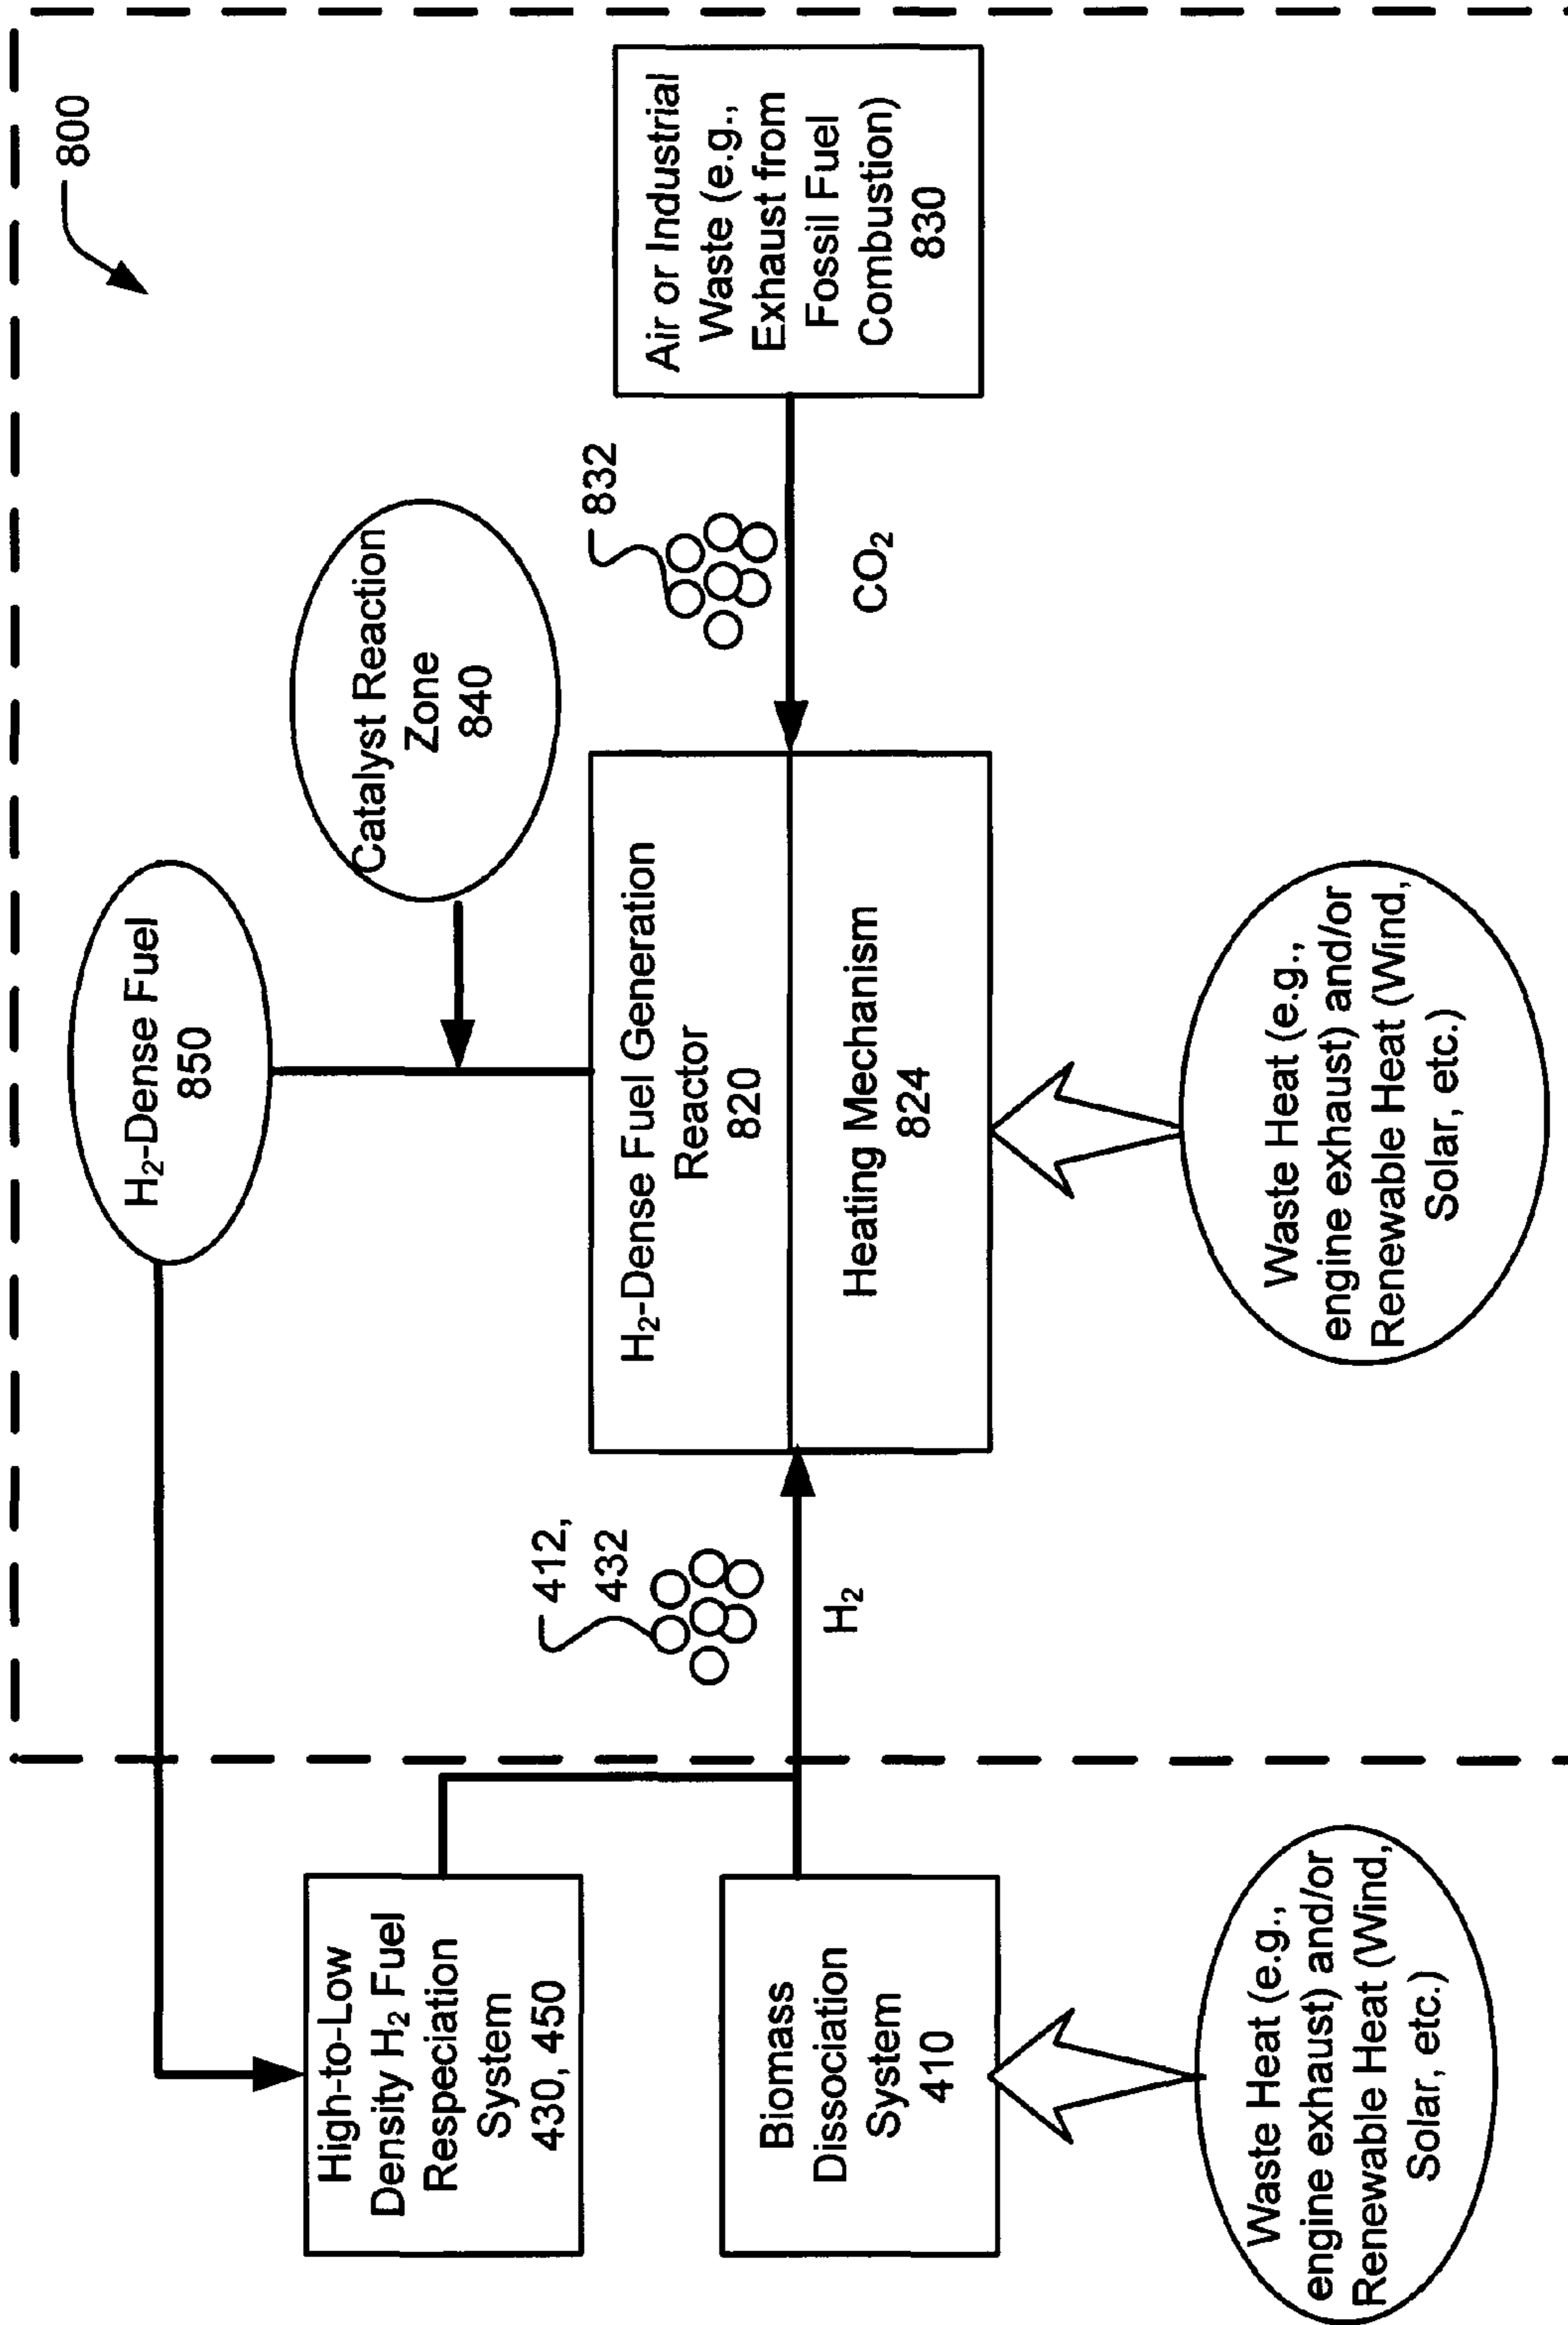 800
H₂-Dense Fuel
850
Catalyst Reaction
Zone
840
High-to-Low
Density H₂ Fuel
Respeciation
System
430, 450
412,
432
H₂
H₂-Dense Fuel Generation
Reactor
820
Heating Mechanism
824
832
CO₂
Air or Industrial
Waste (e.g.,
Exhaust from
Fossil Fuel
Combustion)
830
Biomass
Dissociation
System
410
Waste Heat (e.g.,
engine exhaust) and/or
Renewable Heat (Wind,
Solar, etc.)
Waste Heat (e.g.,
engine exhaust) and/or
Renewable Heat (Wind,
Solar, etc.)